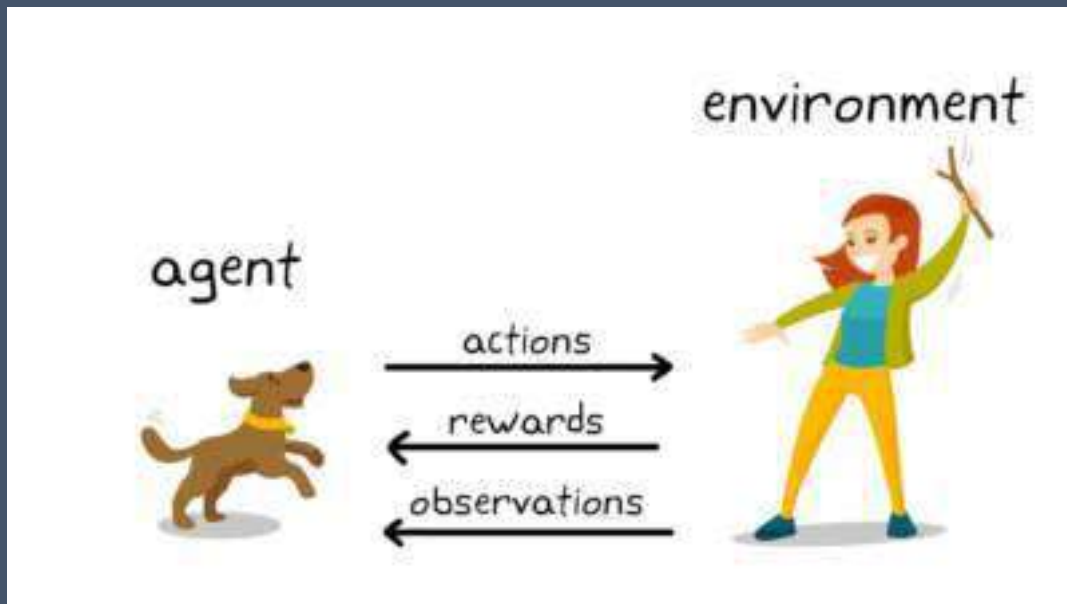 environment
agent
actions
rewards
observations